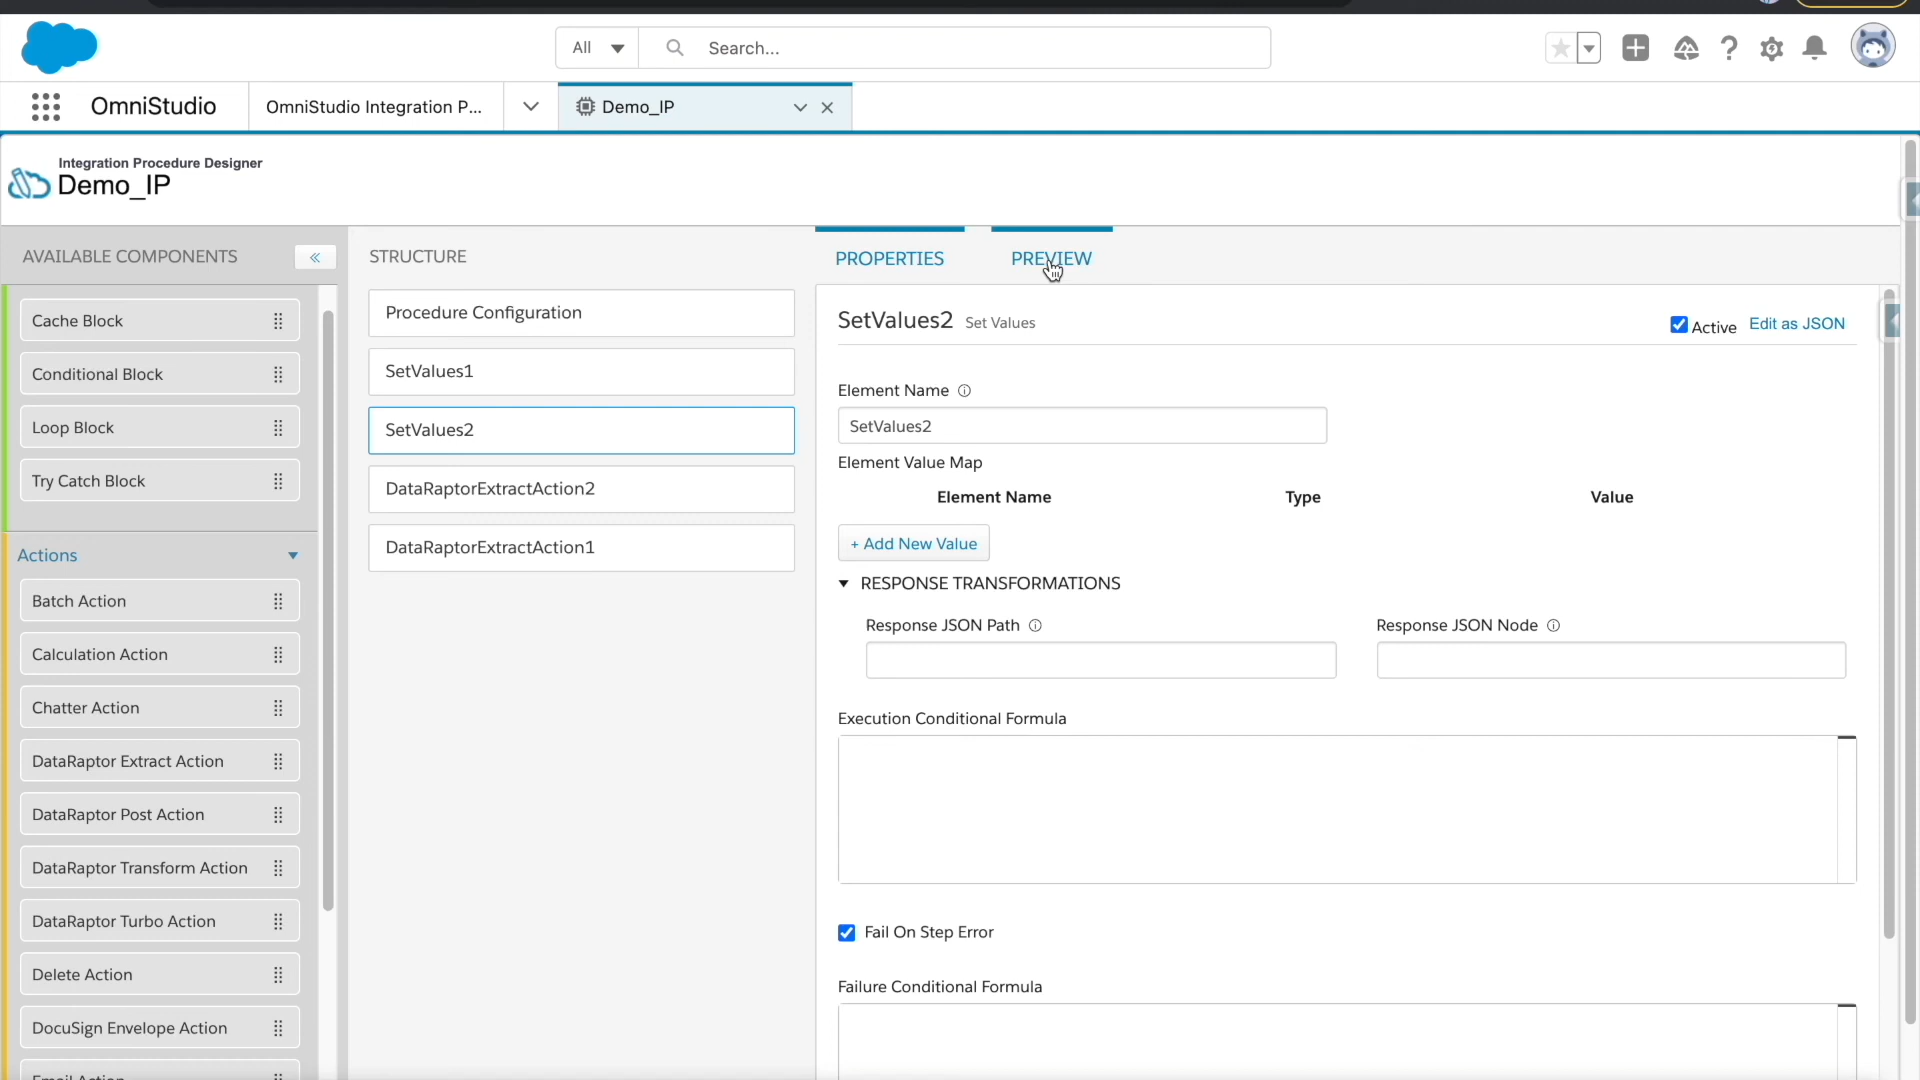 All
Search...
OmniStudio
OmniStudio Integration P...
Demo_IP
Integration Procedure Designer
Demo_IP
AVAILABLE COMPONENTS
Cache Block
Conditional Block
Loop Block
Try Catch Block
Actions
Batch Action
Calculation Action
Chatter Action
DataRaptor Extract Action
DataRaptor Post Action
DataRaptor Transform Action
DataRaptor Turbo Action
Delete Action
DocuSign Envelope Action
Email Action
STRUCTURE
Procedure Configuration
SetValues1
SetValues2
DataRaptorExtractAction2
DataRaptorExtractAction1
PROPERTIES
PREVIEW
SetValues2 Set Values
Active Edit as JSON
Element Name
SetValues2
Element Value Map
Element Name Type Value
+ Add New Value
RESPONSE TRANSFORMATIONS
Response JSON Path
Response JSON Node
Execution Conditional Formula
Fail On Step Error
Failure Conditional Formula